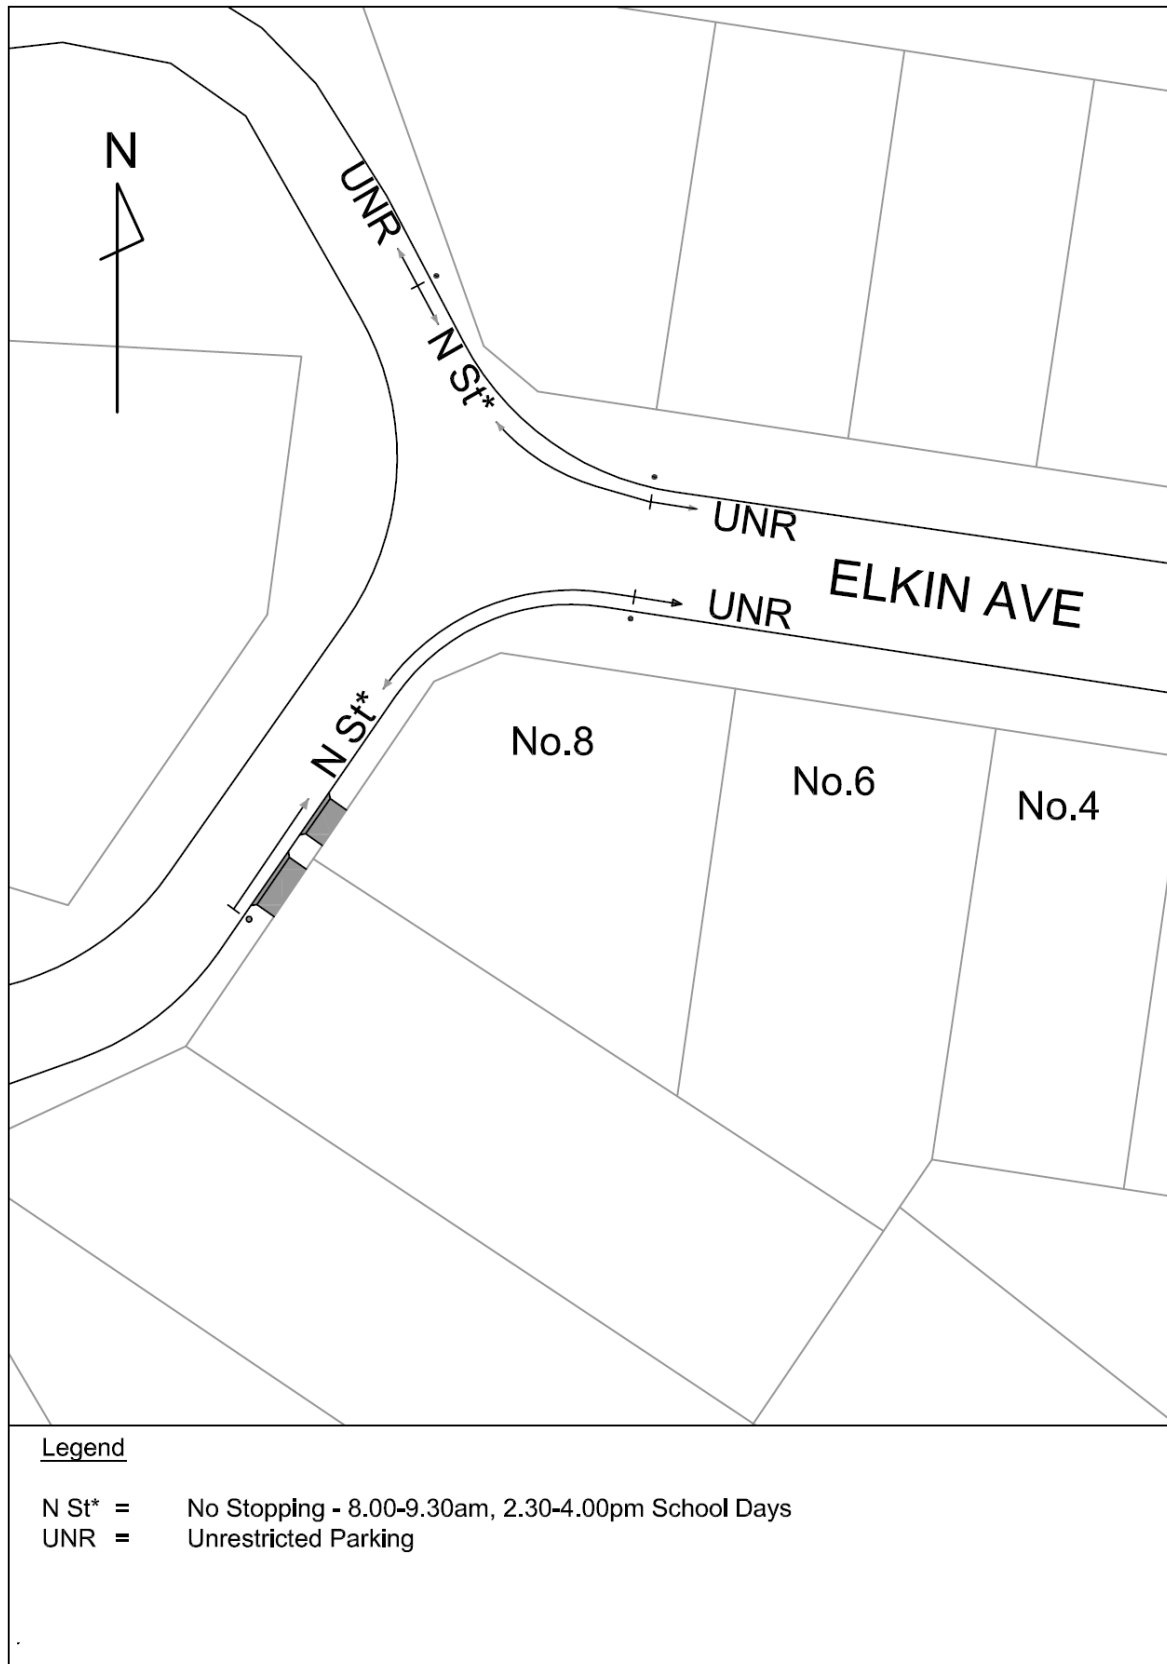 N
UNR
N St*
UNR
ELKIN AVE
UNR
N St*
No.8
No.6
No.4
Legend
N St* = No Stopping - 8.00-9.30am, 2.30-4.00pm School Days
UNR = Unrestricted Parking